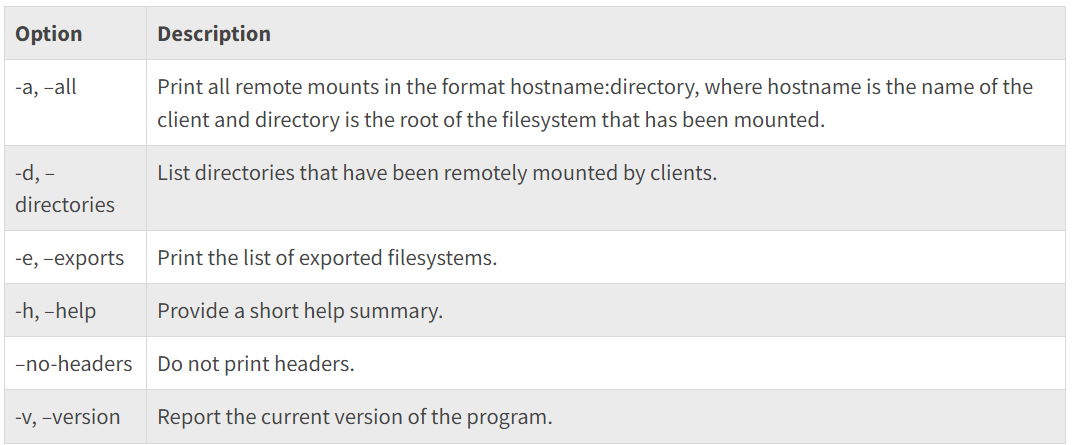 Option Description
-a, –all Print all remote mounts in the format hostname:directory, where hostname is the name of the
client and directory is the root of the filesystem that has been mounted.
-d, – List directories that have been remotely mounted by clients.
directories
-e, –exports Print the list of exported filesystems.
-h, –help Provide a short help summary.
–no-headers Do not print headers.
-v, –version Report the current version of the program.